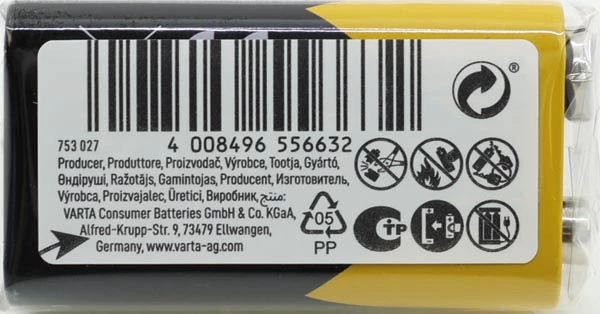 ®
753 027
4 008496 556632
Producer, Produttore, Proizvođač, Výrobce, Tootja, Gyártó,
Өндіруші, Ražotājs, Gamintojas, Producent, Изготовитель,
Výrobca, Proizvajalec, Üretici, Виробник, منتج:
VARTA Consumer Batteries GmbH & Co. KGaA,
Alfred-Krupp-Str. 9, 73479 Ellwangen,
Germany, www.varta-ag.com
05
PP
СТР